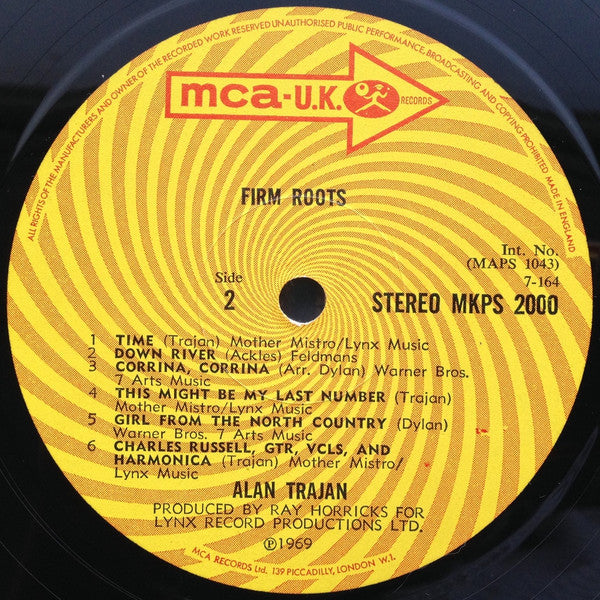 ALL RIGHTS OF THE MANUFACTURERS AND OWNER OF THE RECORDED WORK RESERVED UNAUTHORISED PUBLIC PERFORMANCE, BROADCASTING AND COPYING PROHIBITED MADE IN ENGLAND
mca-U.K. RECORDS
FIRM ROOTS
Int. No.
(MAPS 1043)
7-164
Side
2
STEREO MKPS 2000
1 TIME (Trajan) Mother Mistro/Lynx Music
2 DOWN RIVER (Ackles) Feldmans
3 CORRINA, CORRINA (Arr. Dylan) Warner Bros.
7 Arts Music
4 THIS MIGHT BE MY LAST NUMBER (Trajan)
Mother Mistro/Lynx Music
5 GIRL FROM THE NORTH COUNTRY (Dylan)
Warner Bros. 7 Arts Music
6 CHARLES RUSSELL, GTR, VCLS, AND
HARMONICA (Trajan) Mother Mistro/
Lynx Music
ALAN TRAJAN
PRODUCED BY RAY HORRICKS FOR
LYNX RECORD PRODUCTIONS LTD.
℗1969
MCA RECORDS Ltd. 139 PICCADILLY, LONDON W.1.